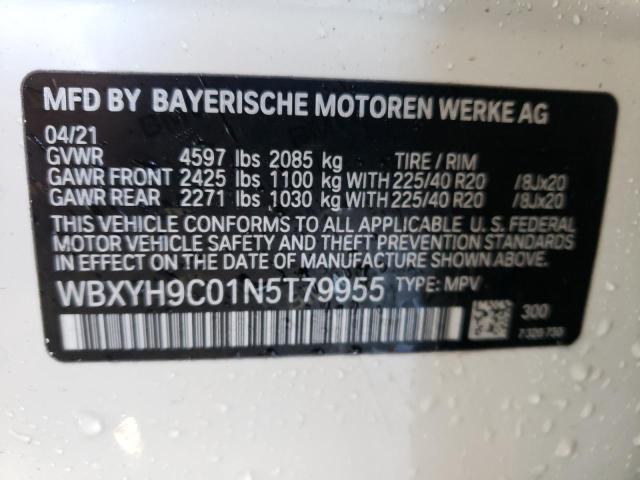 MFD BY BAYERISCHE MOTOREN WERKE AG
04/21
GVWR 4597 lbs 2085 kg TIRE / RIM
GAWR FRONT 2425 lbs 1100 kg WITH 225/40 R20 /8Jx20
GAWR REAR 2271 lbs 1030 kg WITH 225/40 R20 /8Jx20
THIS VEHICLE CONFORMS TO ALL APPLICABLE U. S. FEDERAL
MOTOR VEHICLE SAFETY AND THEFT PREVENTION STANDARDS
IN EFFECT ON THE DATE OF MANUFACTURE SHOWN ABOVE.
WBXYH9C01N5T79955 TYPE: MPV
300